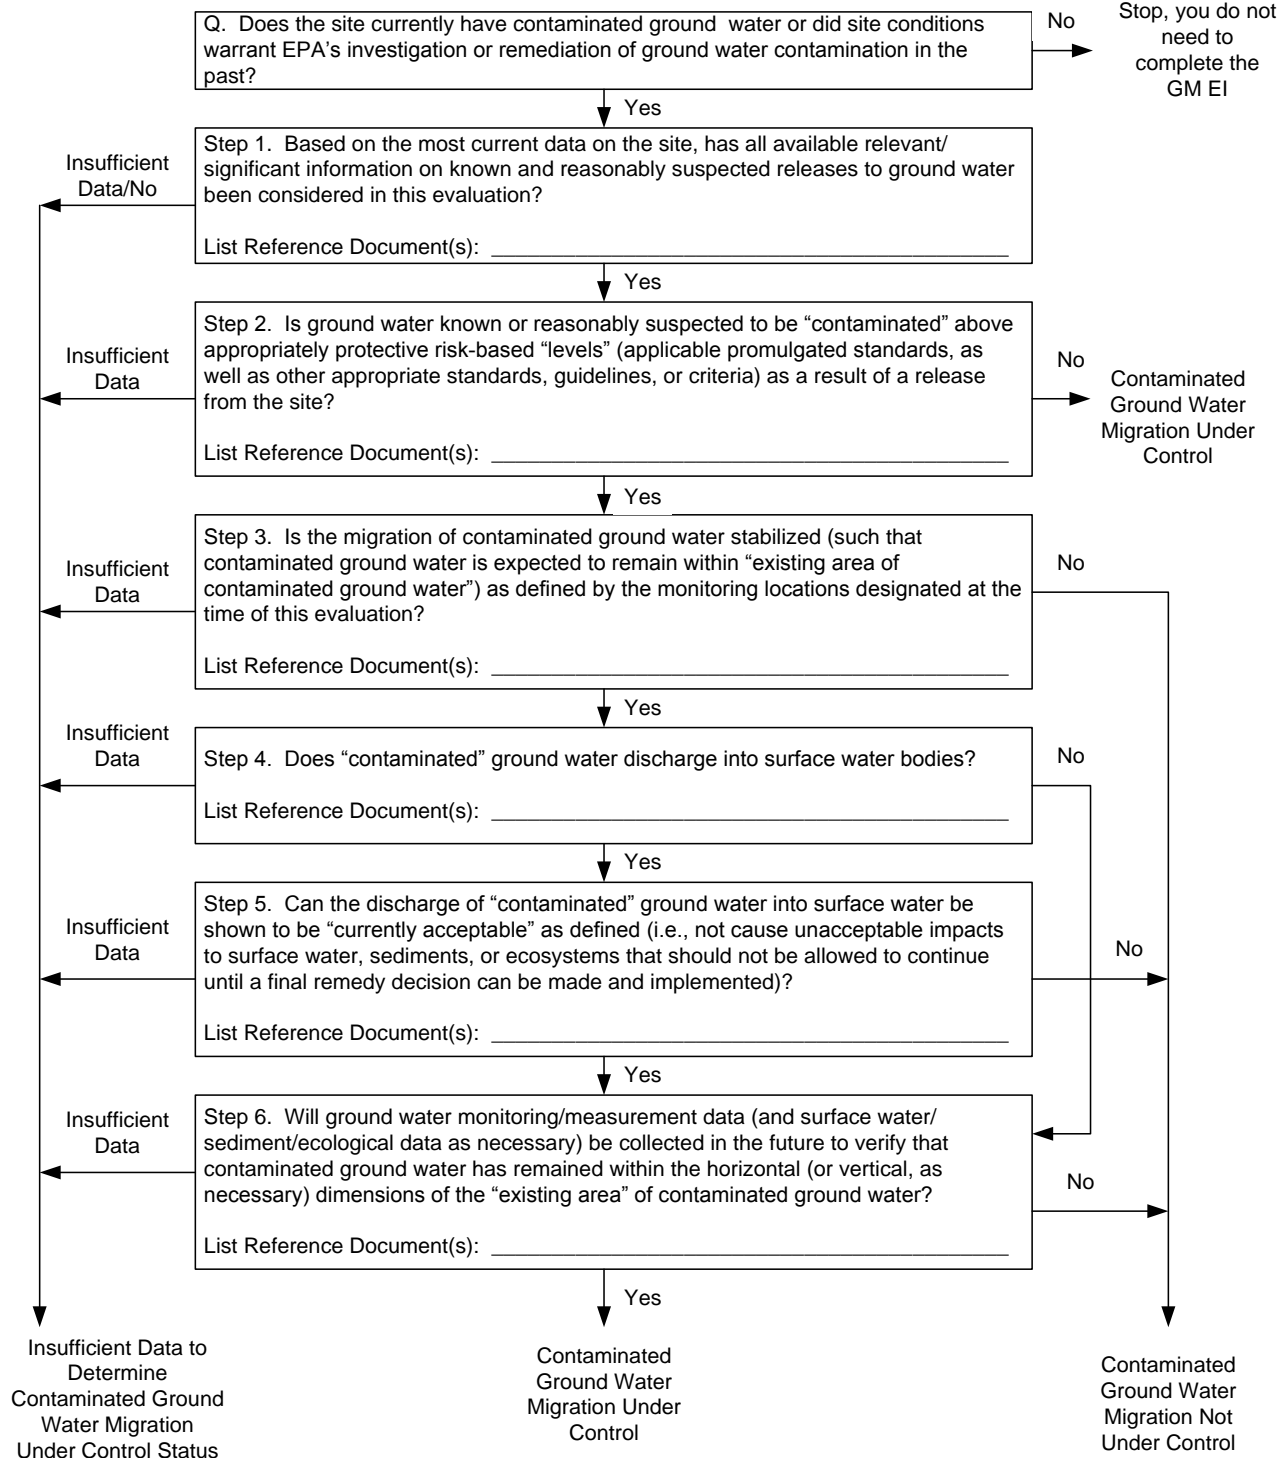 Q. Does the site currently have contaminated ground water or did site conditions
warrant EPA's investigation or remediation of ground water contamination in the
past?
No
Stop, you do not
need to
complete the
GM EI
Yes
Insufficient
Data/No
Step 1. Based on the most current data on the site, has all available relevant/
significant information on known and reasonably suspected releases to ground water
been considered in this evaluation?
List Reference Document(s): ______________________________________________
Yes
Insufficient
Data
Step 2. Is ground water known or reasonably suspected to be “contaminated” above
appropriately protective risk-based “levels” (applicable promulgated standards, as
well as other appropriate standards, guidelines, or criteria) as a result of a release
from the site?
List Reference Document(s): ______________________________________________
No
Contaminated
Ground Water
Migration Under
Control
Yes
Insufficient
Data
Step 3. Is the migration of contaminated ground water stabilized (such that
contaminated ground water is expected to remain within “existing area of
contaminated ground water”) as defined by the monitoring locations designated at the
time of this evaluation?
List Reference Document(s): ______________________________________________
No
Yes
Insufficient
Data
Step 4. Does “contaminated” ground water discharge into surface water bodies?
List Reference Document(s): ______________________________________________
No
Yes
Insufficient
Data
Step 5. Can the discharge of “contaminated” ground water into surface water be
shown to be “currently acceptable” as defined (i.e., not cause unacceptable impacts
to surface water, sediments, or ecosystems that should not be allowed to continue
until a final remedy decision can be made and implemented)?
List Reference Document(s): ______________________________________________
No
Yes
Insufficient
Data
Step 6. Will ground water monitoring/measurement data (and surface water/
sediment/ecological data as necessary) be collected in the future to verify that
contaminated ground water has remained within the horizontal (or vertical, as
necessary) dimensions of the “existing area” of contaminated ground water?
List Reference Document(s): ______________________________________________
No
Yes
Insufficient Data to
Determine
Contaminated Ground
Water Migration
Under Control Status
Contaminated
Ground Water
Migration Under
Control
Contaminated
Ground Water
Migration Not
Under Control